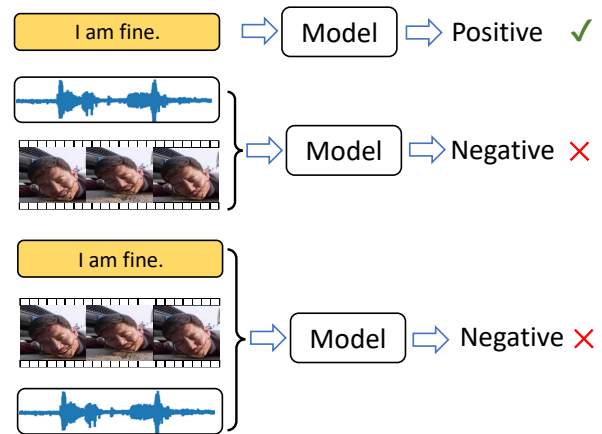 I am fine.
Model
Positive
Model
Negative
I am fine.
Model
Negative